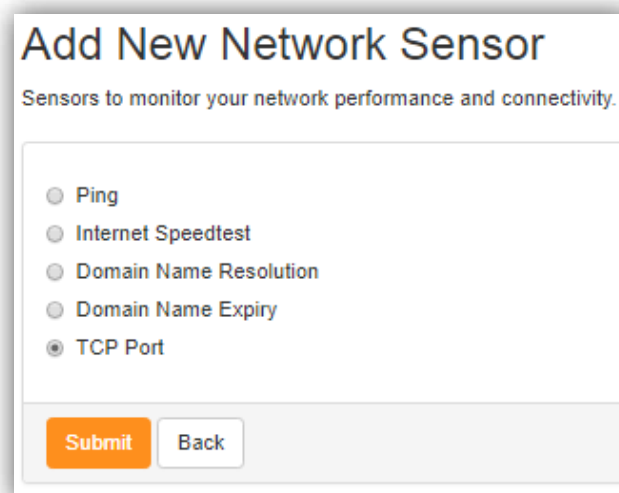 Add New Network Sensor
Sensors to monitor your network performance and connectivity.
Ping
Internet Speedtest
Domain Name Resolution
Domain Name Expiry
TCP Port
Submit Back